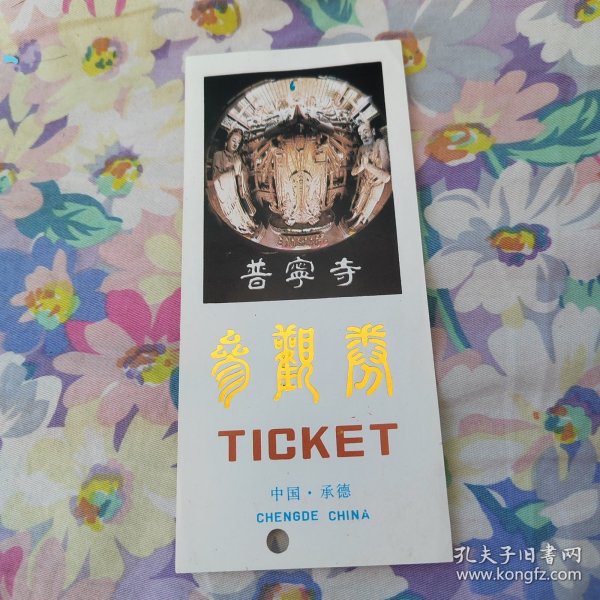 普寧寺
參觀券
TICKET
中国·承德
CHENGDE CHINA
孔夫子旧書网
www.kongfz.com